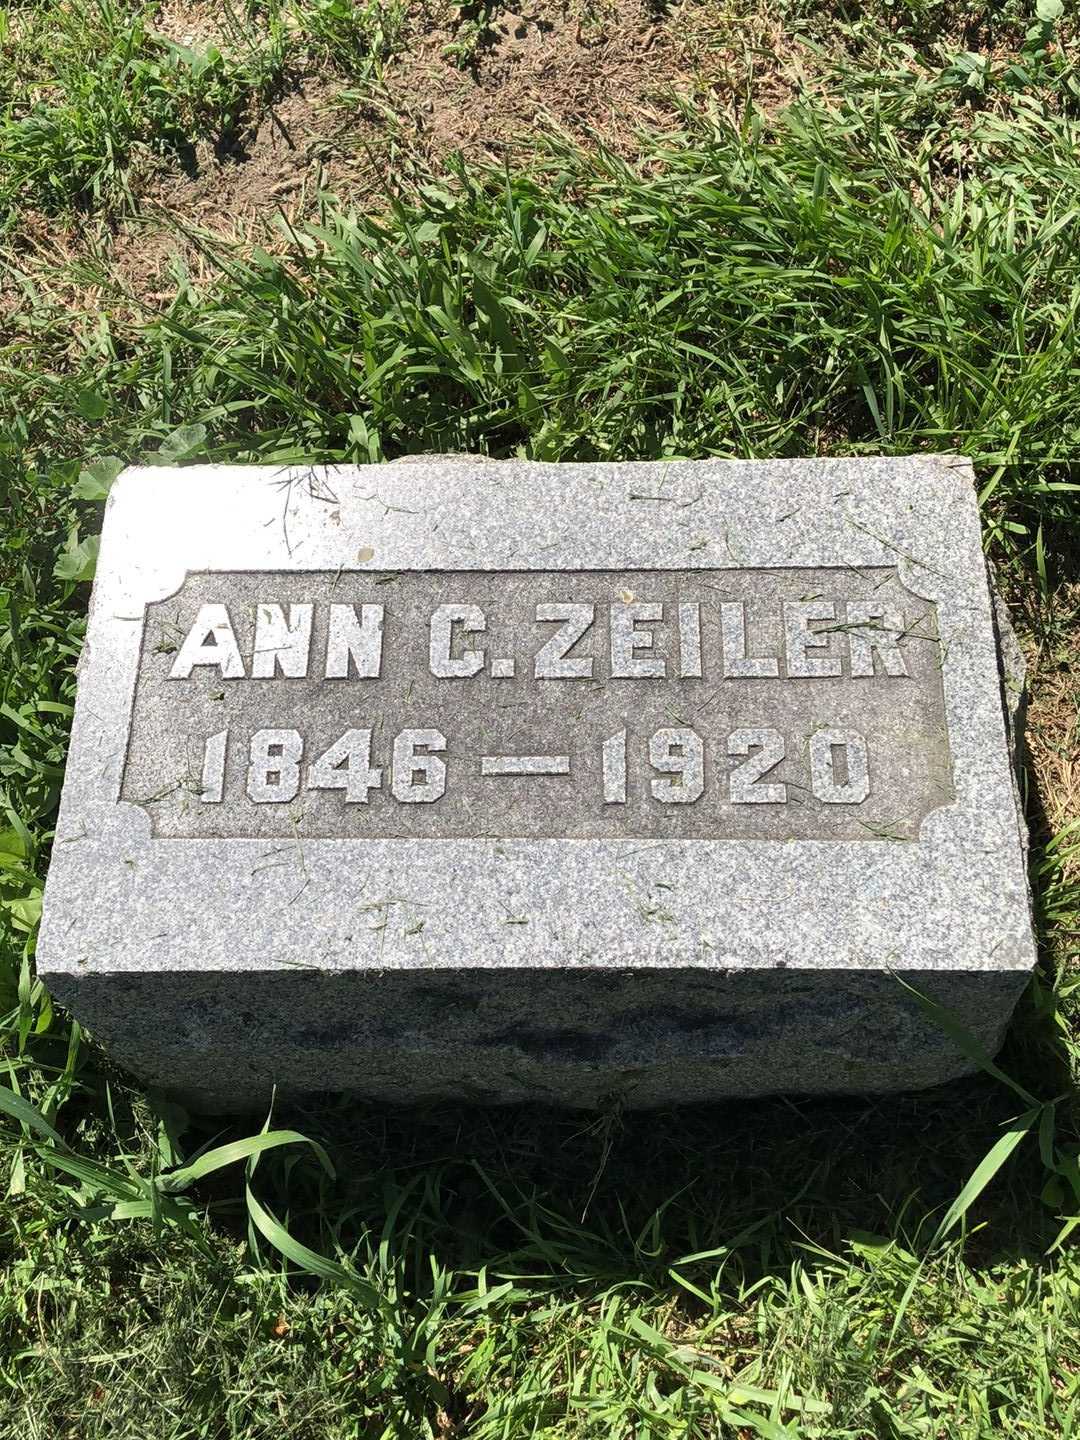 ANN C. ZEILER
1846 — 1920